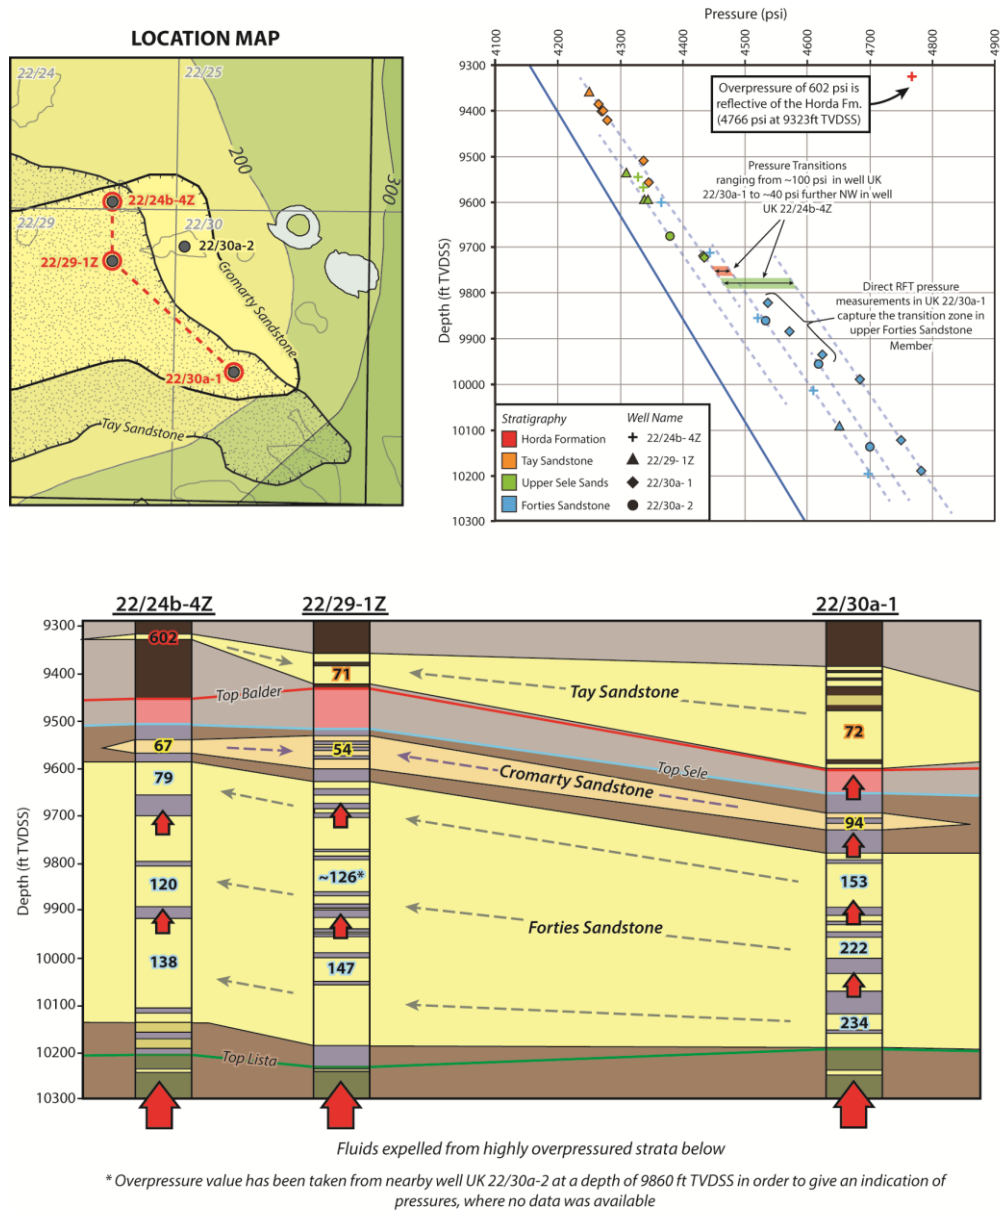 LOCATION MAP
22/24
22/25
200
300
22/24b-4Z
22/29
22/30
22/30a-2
22/29-1Z
Cromarty Sandstone
22/30a-1
Tay Sandstone
Pressure (psi)
4100
4200
4300
4400
4500
4600
4700
4800
4900
Depth (ft TVDSS)
9300
9400
9500
9600
9700
9800
9900
10000
10100
10200
10300
Overpressure of 602 psi is
reflective of the Horda Fm.
(4766 psi at 9323ft TVDSS)
Pressure Transitions
ranging from ~100 psi in well UK
22/30a-1 to ~40 psi further NW in well
UK 22/24b-4Z
Direct RFT pressure
measurements in UK 22/30a-1
capture the transition zone in
upper Forties Sandstone
Member
Stratigraphy
Horda Formation
Tay Sandstone
Upper Sele Sands
Forties Sandstone
Well Name
22/24b- 4Z
22/29- 1Z
22/30a- 1
22/30a- 2
22/24b-4Z
22/29-1Z
22/30a-1
Depth (ft TVDSS)
9300
9400
9500
9600
9700
9800
9900
10000
10100
10200
10300
602
71
Tay Sandstone
Top Balder
72
67
54
Top Sele
Cromarty Sandstone
79
94
120
~126*
153
Forties Sandstone
222
138
147
234
Top Lista
Fluids expelled from highly overpressured strata below
* Overpressure value has been taken from nearby well UK 22/30a-2 at a depth of 9860 ft TVDSS in order to give an indication of
pressures, where no data was available